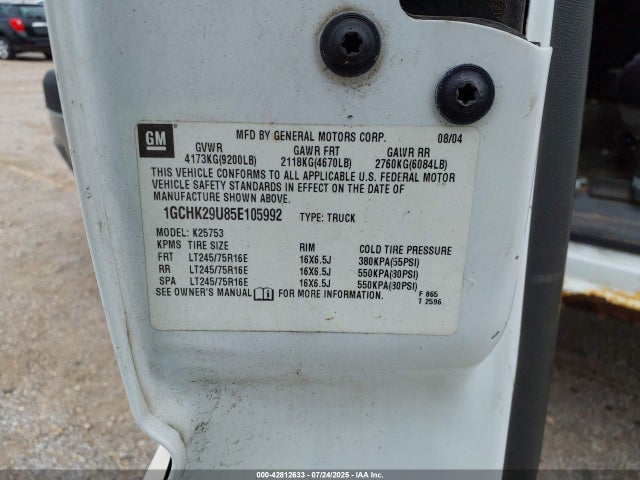 GM
MFD BY GENERAL MOTORS CORP. 08/04
GVWR GAWR FRT GAWR RR
4173KG(9200LB) 2118KG(4670LB) 2760KG(6084LB)
THIS VEHICLE CONFORMS TO ALL APPLICABLE U.S. FEDERAL MOTOR
VEHICLE SAFETY STANDARDS IN EFFECT ON THE DATE OF
MANUFACTURE SHOWN ABOVE.
1GCHK29U85E105992 TYPE: TRUCK
MODEL: K25753
KPMS TIRE SIZE RIM COLD TIRE PRESSURE
FRT LT245/75R16E 16X6.5J 380KPA(55PSI)
RR LT245/75R16E 16X6.5J 550KPA(80PSI)
SPA LT245/75R16E 16X6.5J 550KPA(80PSI)
SEE OWNER'S MANUAL FOR MORE INFORMATION.
F 865
T 2596
000-42812633 - 07/24/2025 - IAA Inc.